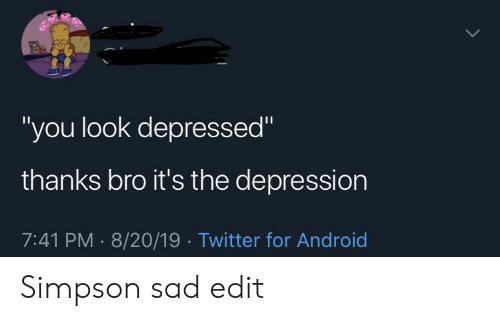 "you look depressed"
thanks bro it's the depression
7:41 PM · 8/20/19 · Twitter for Android
Simpson sad edit